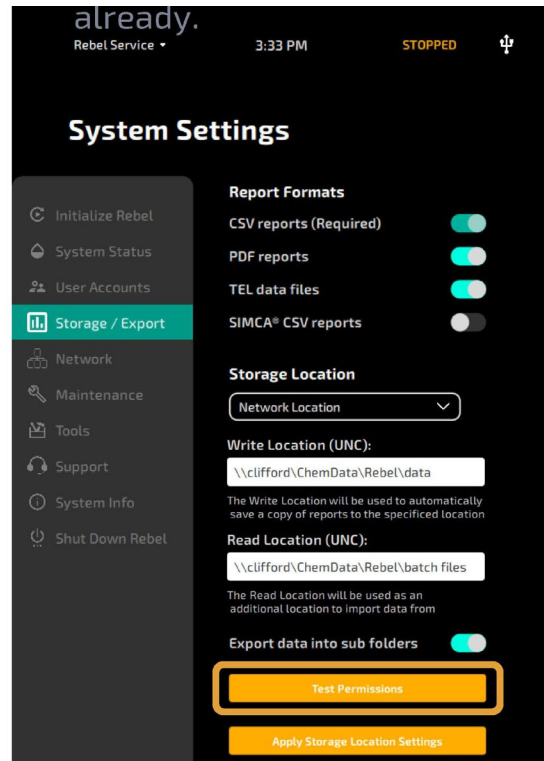 already.
Rebel Service
3:33 PM
STOPPED
System Settings
Initialize Rebel
System Status
User Accounts
Storage / Export
Network
Maintenance
Tools
Support
System Info
Shut Down Rebel
Report Formats
CSV reports (Required)
PDF reports
TEL data files
SIMCA® CSV reports
Storage Location
Network Location
Write Location (UNC):
\\clifford\ChemData\Rebel\data
The Write Location will be used to automatically
save a copy of reports to the specificed location
Read Location (UNC):
\\clifford\ChemData\Rebel\batch files
The Read Location will be used as an
additional location to import data from
Export data into sub folders
Test Permissions
Apply Storage Location Settings